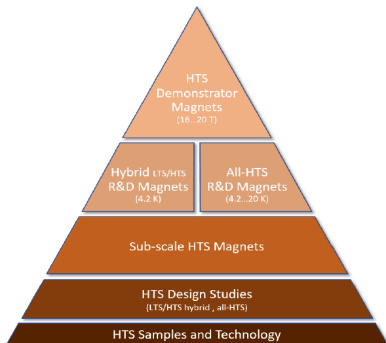 HTS
Demonstrator
Magnets
(16...20 T)
Hybrid LTS/HTS
R&D Magnets
(4.2 K)
All-HTS
R&D Magnets
(4.2...20 K)
Sub-scale HTS Magnets
HTS Design Studies
(LTS/HTS hybrid , all-HTS)
HTS Samples and Technology